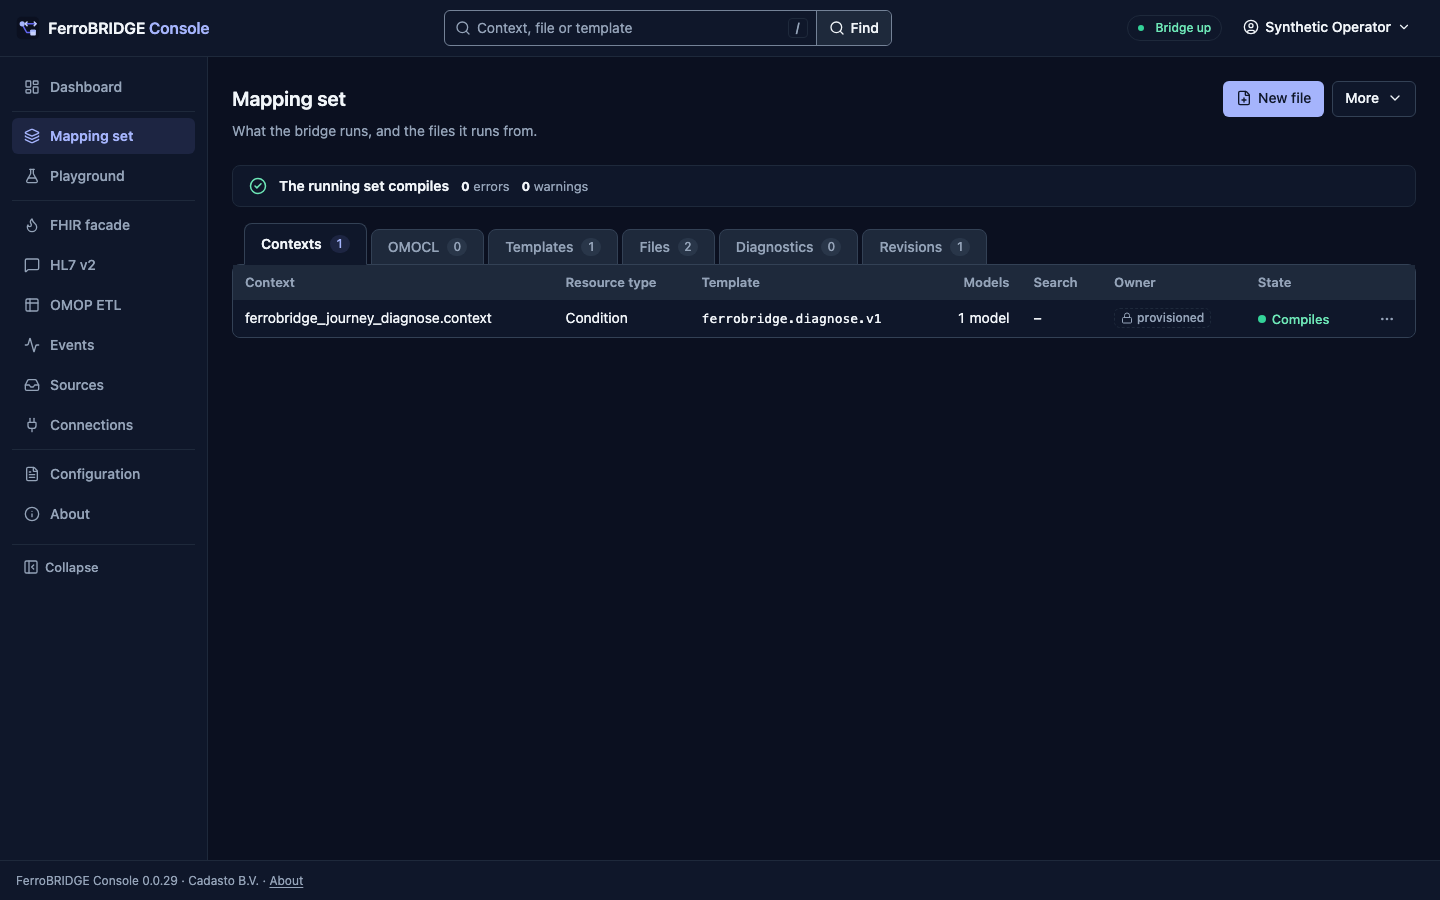 FerroBRIDGE Console
Context, file or template
/
Find
Bridge up
Synthetic Operator
Dashboard
Mapping set
Playground
FHIR facade
HL7 v2
OMOP ETL
Events
Sources
Connections
Configuration
About
Collapse
Mapping set
What the bridge runs, and the files it runs from.
New file
More
The running set compiles 0 errors 0 warnings
Contexts 1
OMOCL 0
Templates 1
Files 2
Diagnostics 0
Revisions 1
Context Resource type Template Models Search Owner State
ferrobridge_journey_diagnose.context Condition ferrobridge.diagnose.v1 1 model – provisioned Compiles ...
FerroBRIDGE Console 0.0.29 · Cadasto B.V. · About